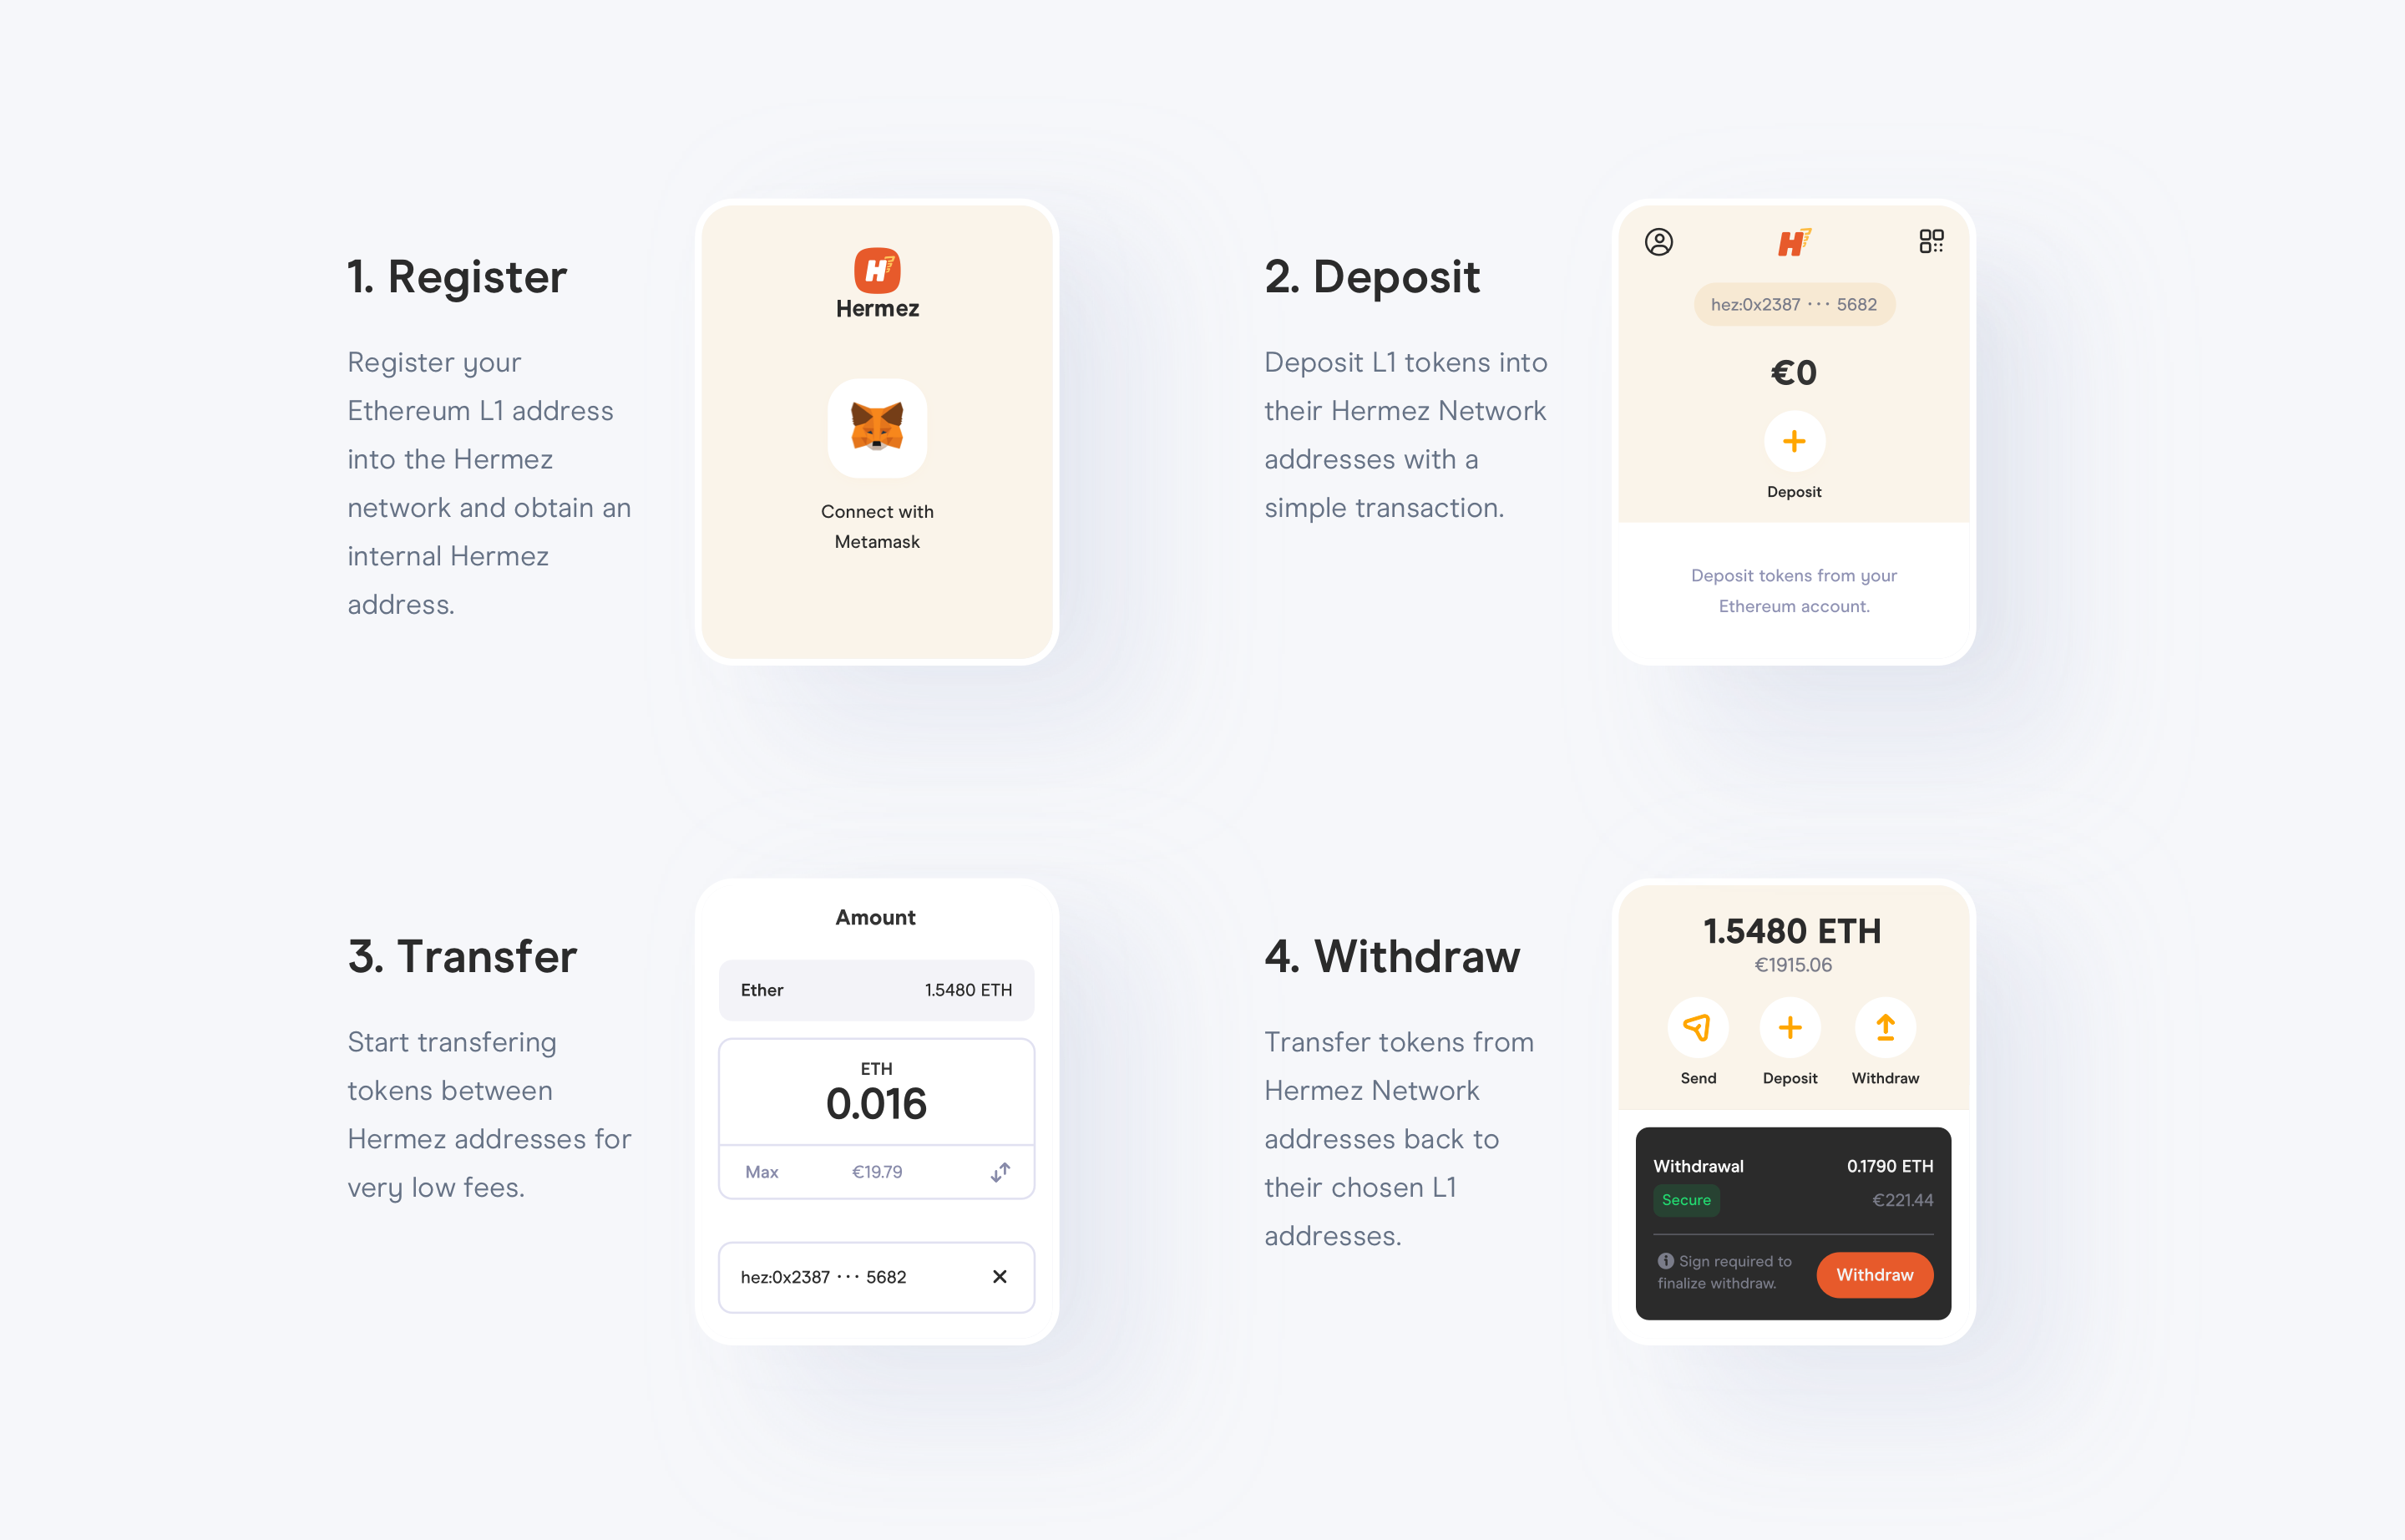 1. Register
Register your
Ethereum L1 address
into the Hermez
network and obtain an
internal Hermez
address.
Hermez
Connect with
Metamask
2. Deposit
Deposit L1 tokens into
their Hermez Network
addresses with a
simple transaction.
hez:0x2387 ··· 5682
€0
Deposit
Deposit tokens from your
Ethereum account.
3. Transfer
Start transfering
tokens between
Hermez addresses for
very low fees.
Amount
Ether 1.5480 ETH
ETH
0.016
Max €19.79
hez:0x2387 ··· 5682
4. Withdraw
Transfer tokens from
Hermez Network
addresses back to
their chosen L1
addresses.
1.5480 ETH
€1915.06
Send Deposit Withdraw
Withdrawal 0.1790 ETH
Secure €221.44
Sign required to
finalize withdraw.
Withdraw